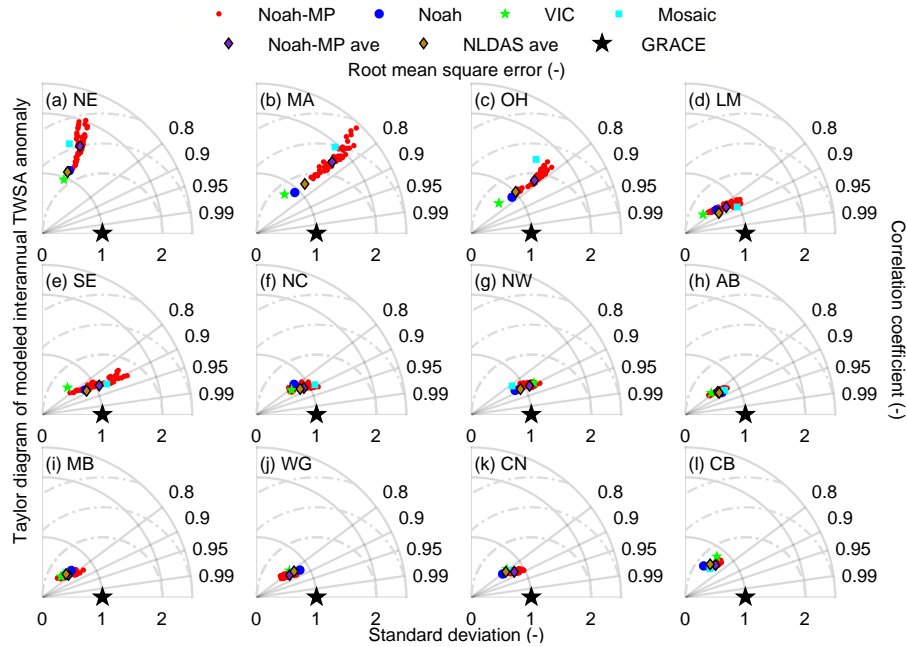 Noah-MP Noah VIC Mosaic
Noah-MP ave NLDAS ave GRACE
Root mean square error (-)
Taylor diagram of modeled interannual TWSA anomaly
Correlation coefficient (-)
(a) NE
0.8
0.9
0.95
0.99
0 1 2
(b) MA
0.8
0.9
0.95
0.99
0 1 2
(c) OH
0.8
0.9
0.95
0.99
0 1 2
(d) LM
0.8
0.9
0.95
0.99
0 1 2
(e) SE
0.8
0.9
0.95
0.99
0 1 2
(f) NC
0.8
0.9
0.95
0.99
0 1 2
(g) NW
0.8
0.9
0.95
0.99
0 1 2
(h) AB
0.8
0.9
0.95
0.99
0 1 2
(i) MB
0.8
0.9
0.95
0.99
0 1 2
(j) WG
0.8
0.9
0.95
0.99
0 1 2
(k) CN
0.8
0.9
0.95
0.99
0 1 2
(l) CB
0.8
0.9
0.95
0.99
0 1 2
Standard deviation (-)